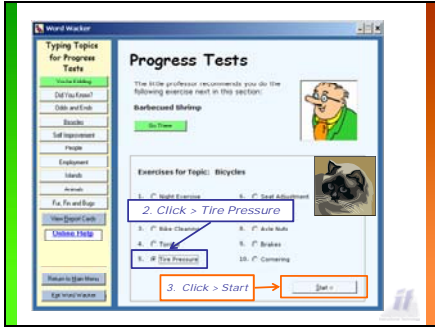 Word Wacker
Typing Topics
for Progress
Tests
You're Kidding
Did You Know?
Odds and Ends
Bicycles
Self Improvement
People
Employment
Islands
Animals
Fur, Fin and Bugs
View Report Cards
Online Help
Return to Main Menu
Exit Word Wacker
Progress Tests
The little professor recommends you do the
following exercise next in this section:
Barbecued Shrimp
Go There
Exercises for Topic: Bicycles
1. Night Exercise
6. Seat Adjustment
2. Click > Tire Pressure
3. Bike Cleaning
8. Axle Nuts
4.
9. Brakes
5. Tire Pressure
10. Cornering
3. Click > Start
Start >
it